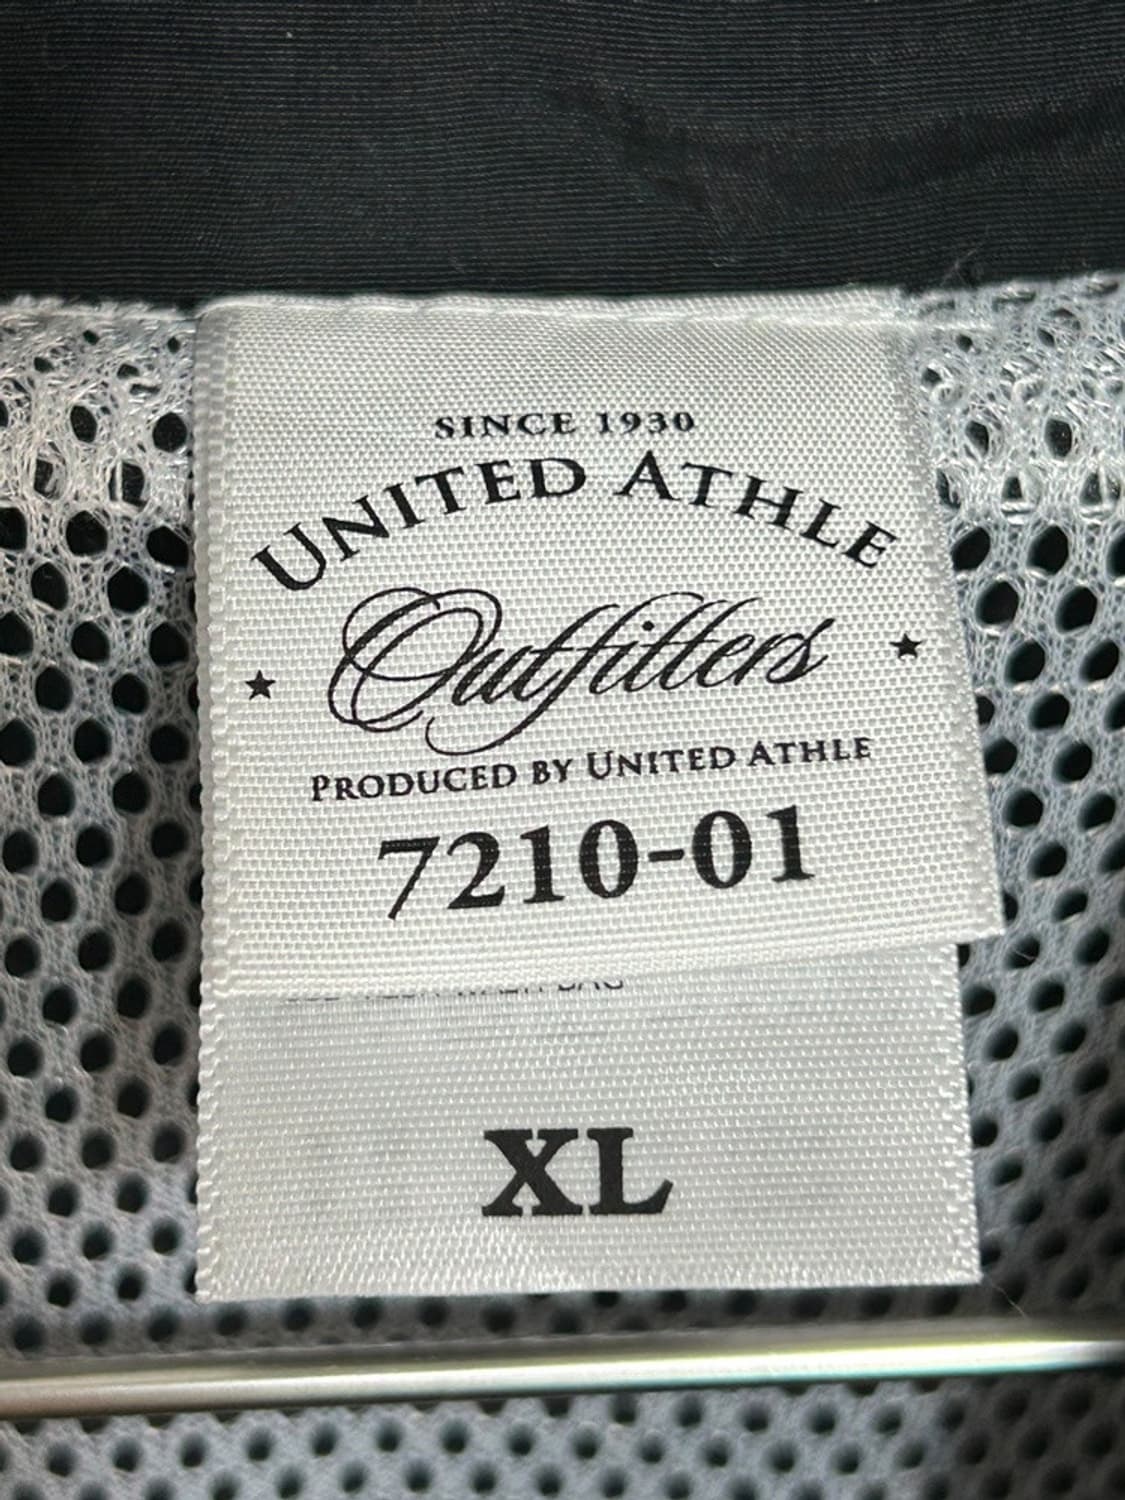 SINCE 1930
UNITED ATHLE
Outfitters
PRODUCED BY UNITED ATHLE
7210-01
XL